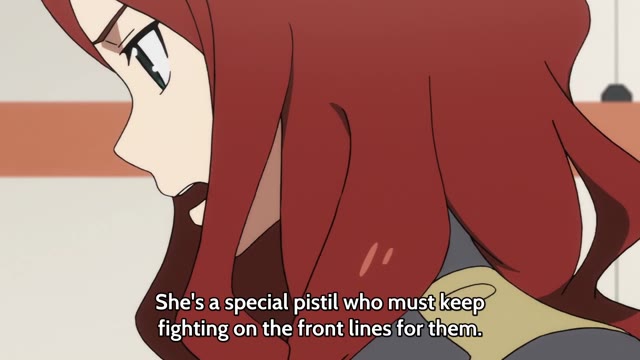 She's a special pistil who must keep
fighting on the front lines for them.